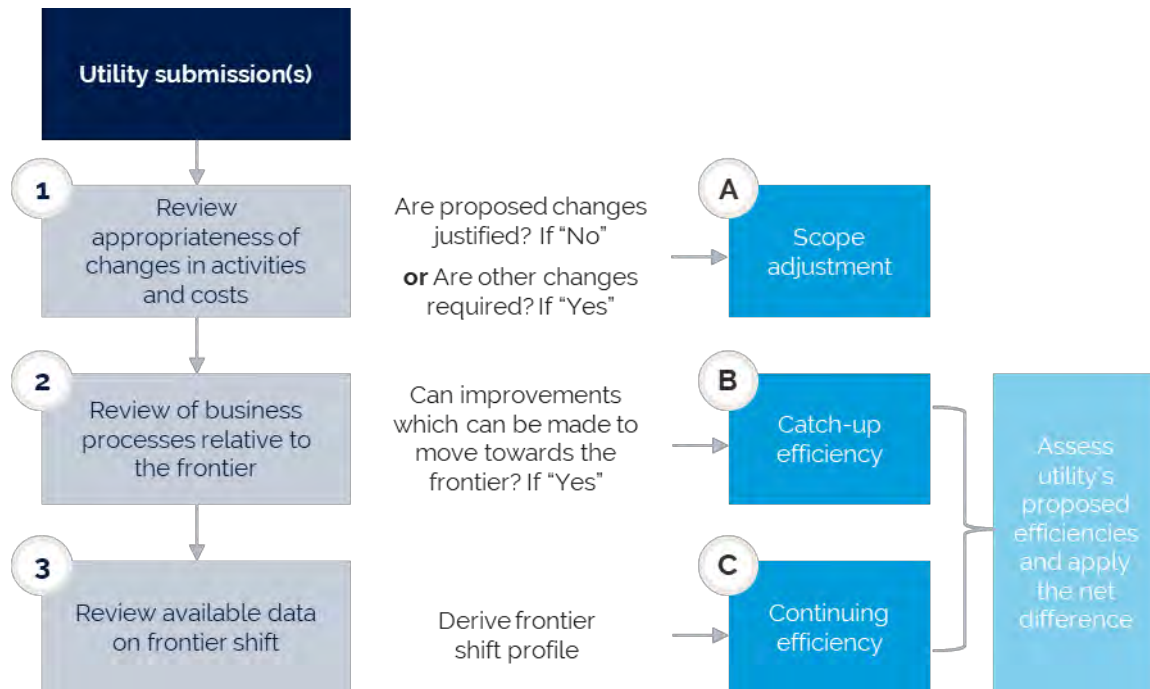 Utility submission(s)
1
Review
appropriateness of
changes in activities
and costs
Are proposed changes
justified? If “No”
or Are other changes
required? If “Yes”
A
Scope
adjustment
2
Review of business
processes relative to
the frontier
Can improvements
which can be made to
move towards the
frontier? If “Yes”
B
Catch-up
efficiency
3
Review available data
on frontier shift
Derive frontier
shift profile
C
Continuing
efficiency
Assess
utility’s
proposed
efficiencies
and apply
the net
difference